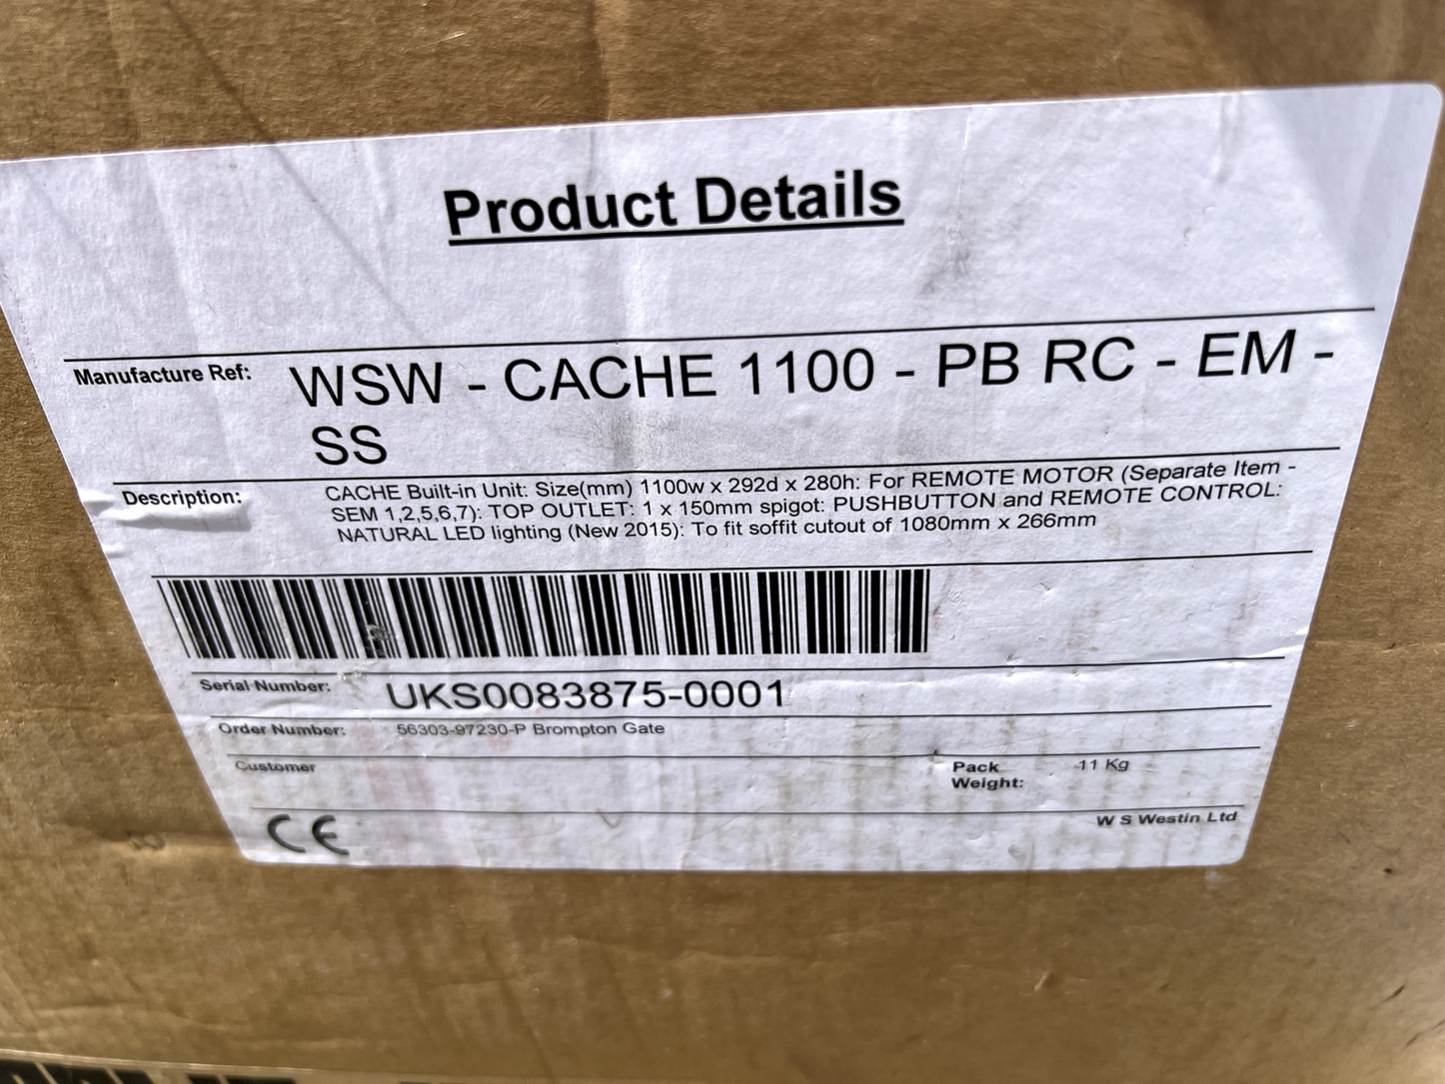 Product Details
Manufacture Ref: WSW - CACHE 1100 - PB RC - EM -
SS
Description: CACHE Built-in Unit: Size(mm) 1100w x 292d x 280h: For REMOTE MOTOR (Separate Item -
SEM 1,2,5,6,7): TOP OUTLET: 1 x 150mm spigot: PUSHBUTTON and REMOTE CONTROL:
NATURAL LED lighting (New 2015): To fit soffit cutout of 1080mm x 266mm
Serial Number: UKS0083875-0001
Order Number: 56303-97230-P Brompton Gate
Customer
Pack 11 Kg
Weight:
CE
W S Westin Ltd